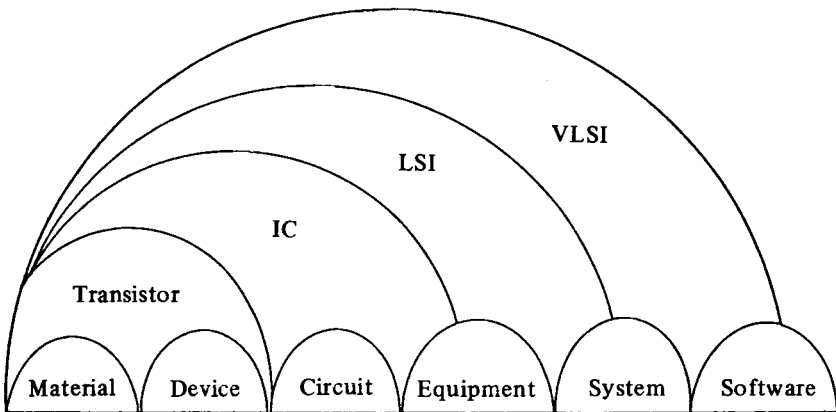 VLSI
LSI
IC
Transistor
Material
Device
Circuit
Equipment
System
Software